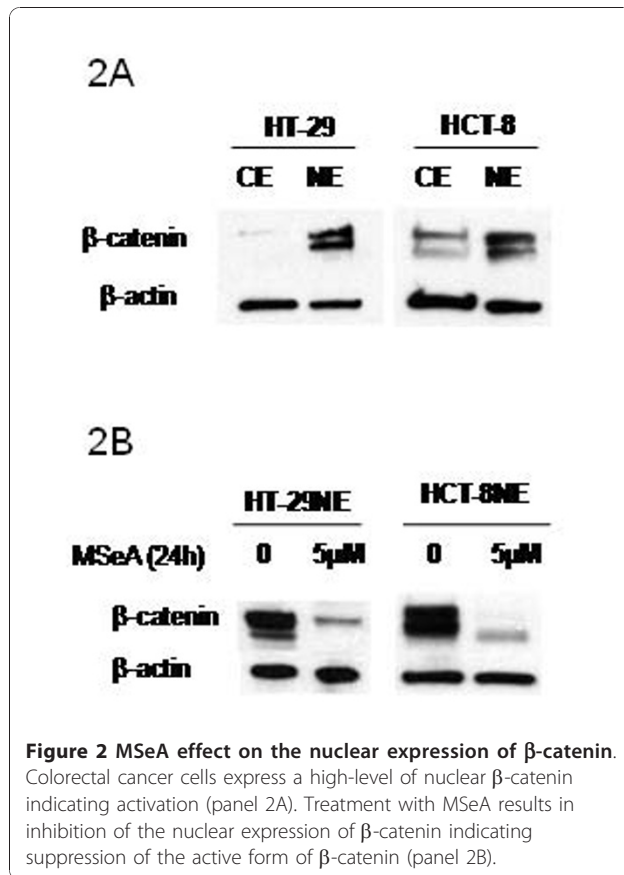 2A
HT-29 HCT-8
CE NE CE NE
β-catenin
β-actin
2B
HT-29NE HCT-8NE
MSeA (24h) 0 5μM 0 5μM
β-catenin
β-actin
Figure 2 MSeA effect on the nuclear expression of β-catenin.
Colorectal cancer cells express a high-level of nuclear β-catenin
indicating activation (panel 2A). Treatment with MSeA results in
inhibition of the nuclear expression of β-catenin indicating
suppression of the active form of β-catenin (panel 2B).